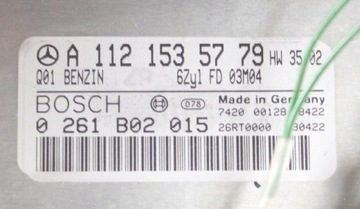 A 112 153 57 79 HW 35/02
Q01 BENZIN 6Zyl FD 03M04
BOSCH 078 Made in Germany
7420 00128 8422
0 261 B02 015 26RT0000 30422